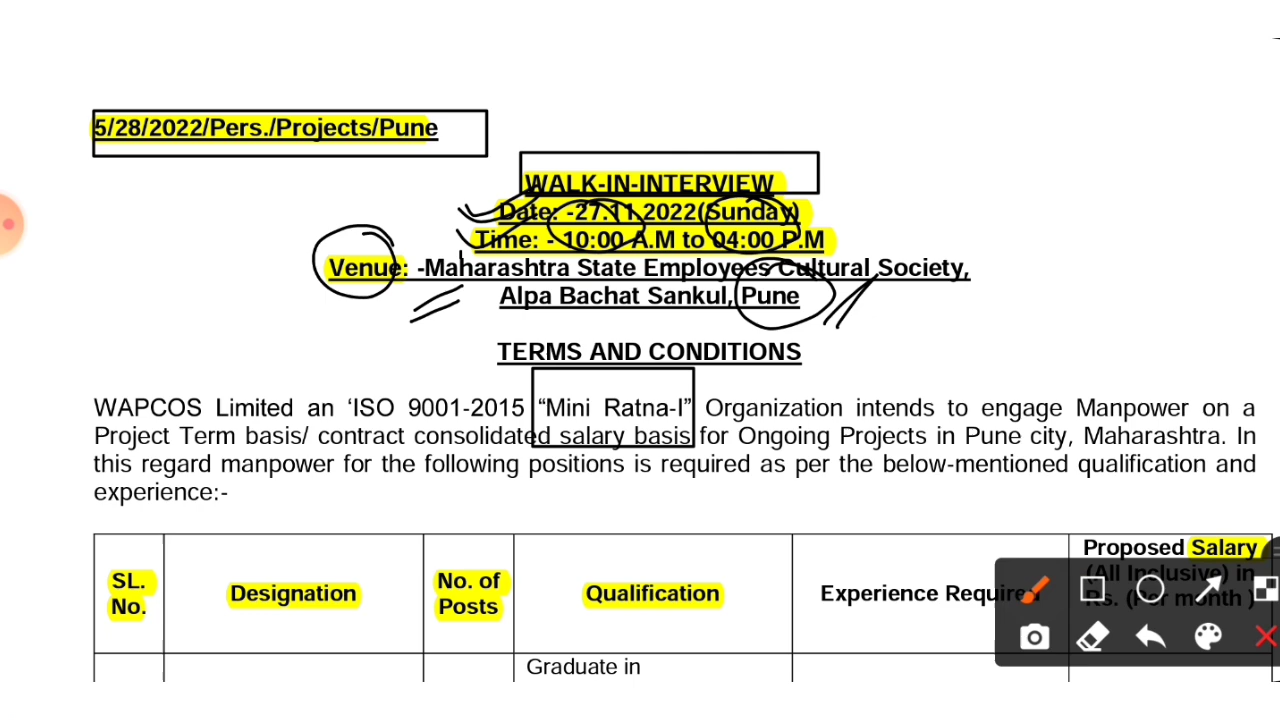 5/28/2022/Pers./Projects/Pune
WALK-IN-INTERVIEW
Date: -27.11.2022(Sunday)
Time: - 10:00 A.M to 04:00 P.M
Venue: -Maharashtra State Employees Cultural Society,
Alpa Bachat Sankul, Pune
TERMS AND CONDITIONS
WAPCOS Limited an ‘ISO 9001-2015 “Mini Ratna-I” Organization intends to engage Manpower on a
Project Term basis/ contract consolidated salary basis for Ongoing Projects in Pune city, Maharashtra. In
this regard manpower for the following positions is required as per the below-mentioned qualification and
experience:-
SL. No.
Designation
No. of Posts
Qualification
Experience Required
Proposed Salary
(All Inclusive) in
Rs. (Per month )
Graduate in